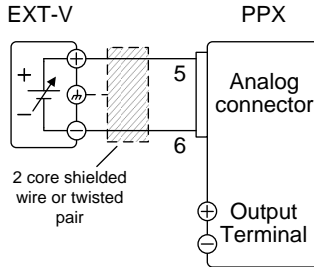 EXT-V
PPX
+
-
+
-
5
6
Analog
connector
2 core shielded
wire or twisted
pair
+
-
Output
Terminal